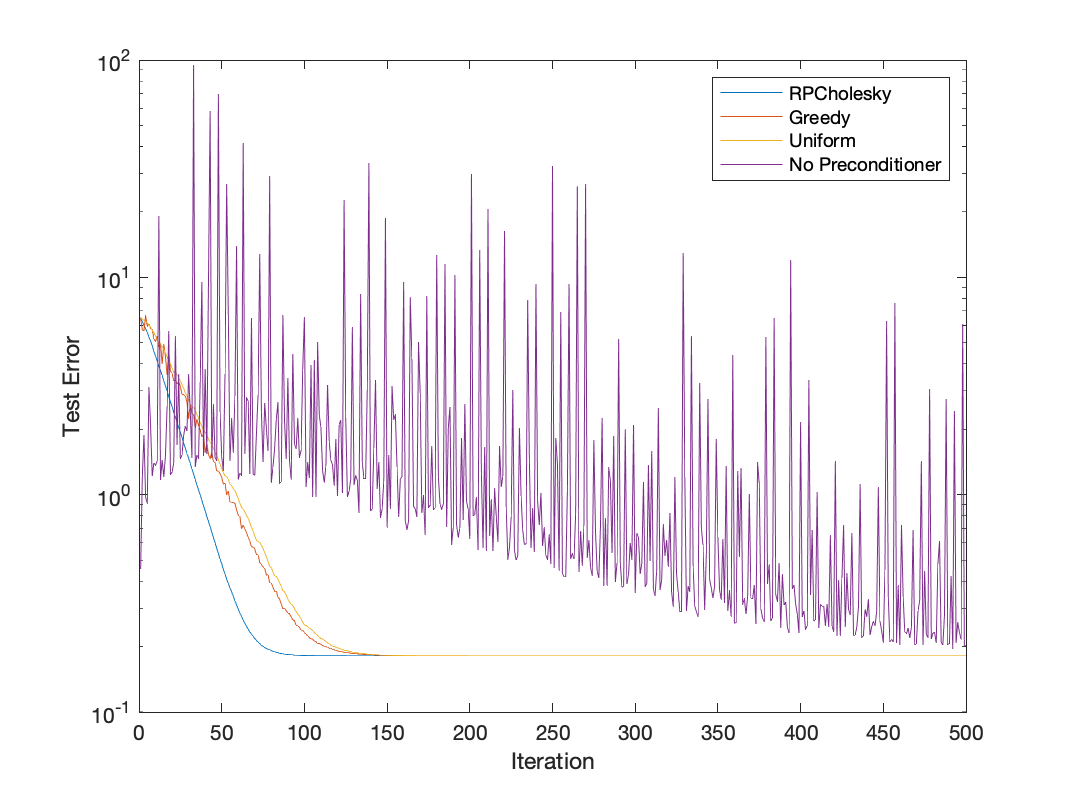 10^2
10^1
10^0
10^-1
Test Error
RPCholesky
Greedy
Uniform
No Preconditioner
0 50 100 150 200 250 300 350 400 450 500
Iteration